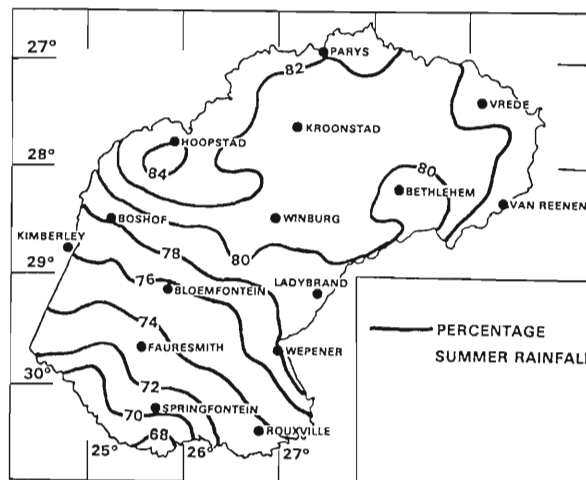 27°
82
PARYS
VREDE
KROONSTAD
HOOPSTAD
28°
84
80
BETHLEHEM
VAN REENEN
BOSHOF
WINBURG
KIMBERLEY
78
80
29°
76
BLOEMFONTEIN
LADYBRAND
74
PERCENTAGE
SUMMER RAINFALL
FAURESMITH
WEPENER
30°
72
70
SPRINGFONTEIN
68
ROUXVILLE
25°
26°
27°